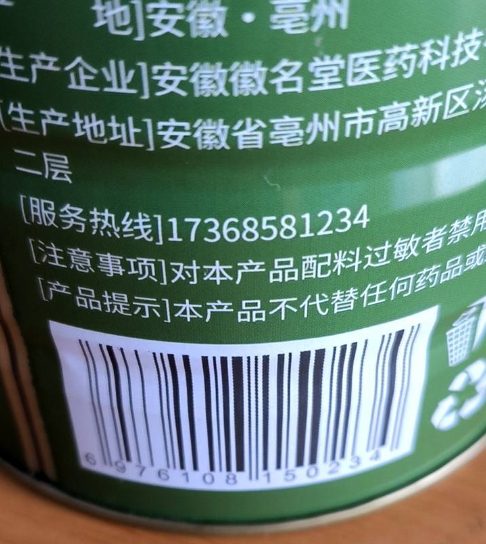 地]安徽·亳州
生产企业]安徽徽名堂医药科技
[生产地址]安徽省亳州市高新区
二层
[服务热线]17368581234
[注意事项]对本产品配料过敏者禁用
[产品提示]本产品不代替任何药品或
6976108150234